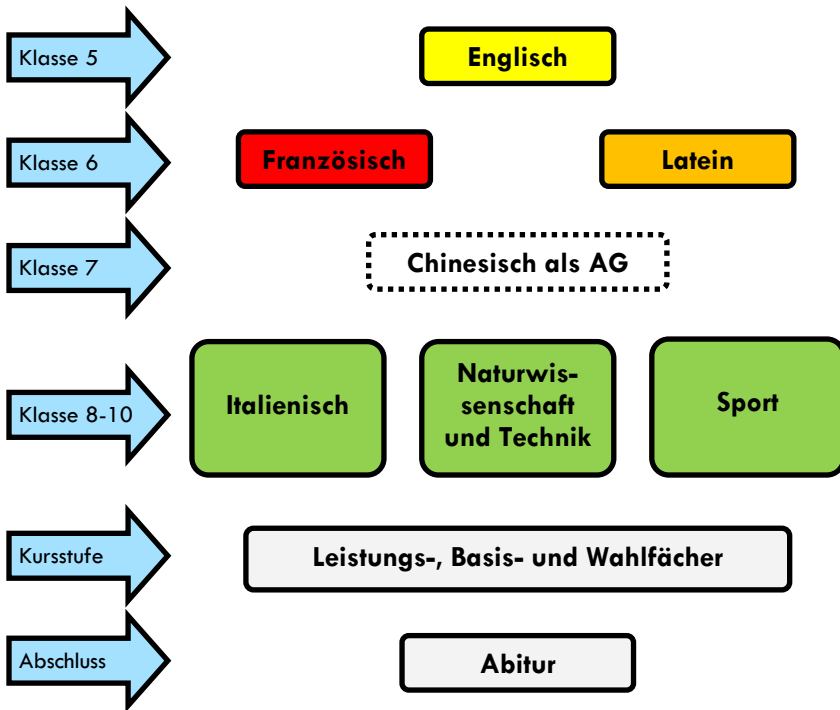 Klasse 5
Englisch
Klasse 6
Französisch
Latein
Klasse 7
Chinesisch als AG
Klasse 8-10
Italienisch
Naturwis-
senschaft
und Technik
Sport
Kursstufe
Leistungs-, Basis- und Wahlfächer
Abschluss
Abitur